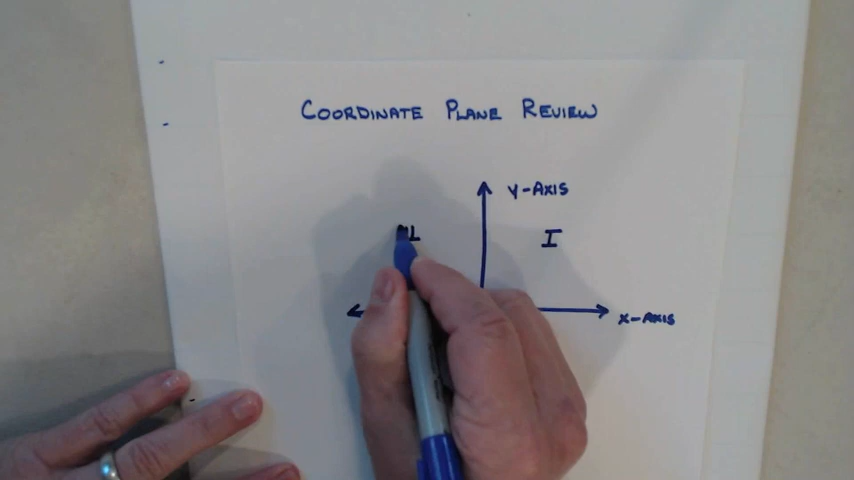 COORDINATE PLANE REVIEW
Y-AXIS
I
X-AXIS